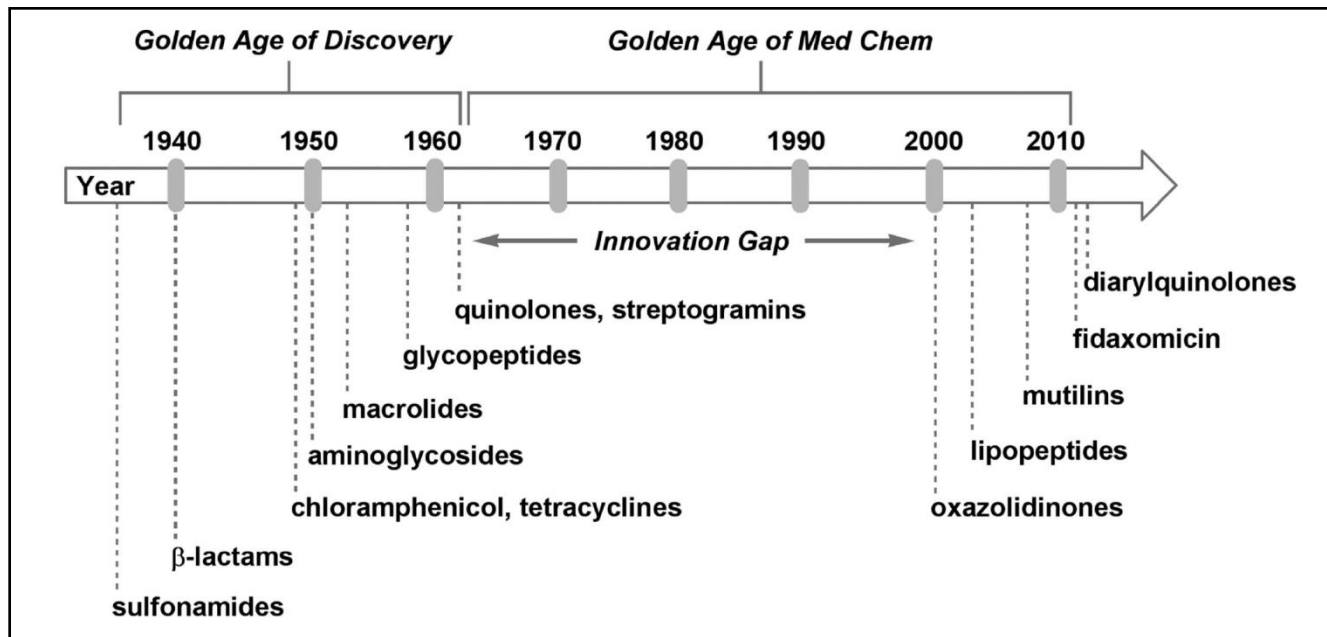 Golden Age of Discovery
Golden Age of Med Chem
1940
1950
1960
1970
1980
1990
2000
2010
Year
Innovation Gap
diarylquinolones
quinolones, streptogramins
fidaxomicin
glycopeptides
mutilins
macrolides
lipopeptides
aminoglycosides
chloramphenicol, tetracyclines
oxazolidinones
β-lactams
sulfonamides